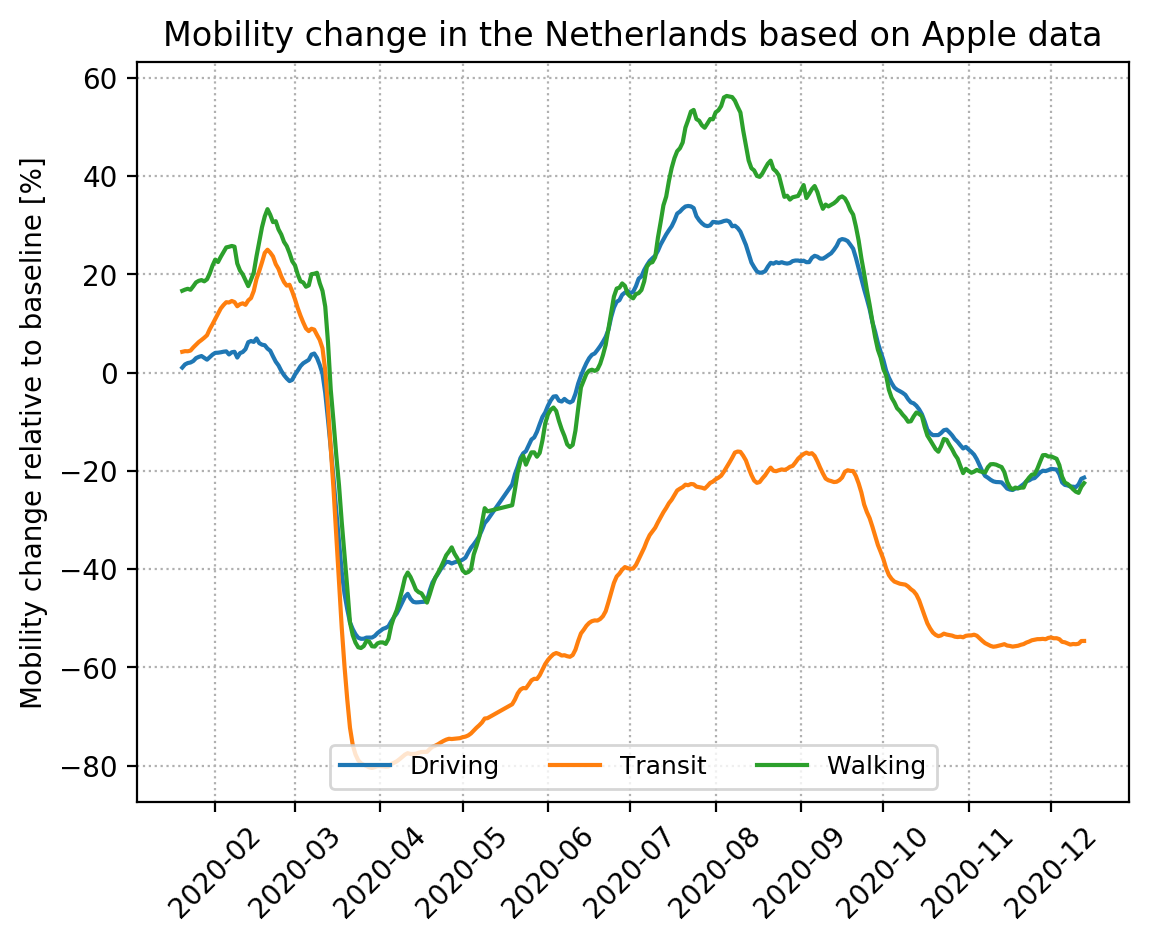 Mobility change in the Netherlands based on Apple data
Mobility change relative to baseline [%]
60
40
20
0
−20
−40
−60
−80
Driving Transit Walking
2020-02 2020-03 2020-04 2020-05 2020-06 2020-07 2020-08 2020-09 2020-10 2020-11 2020-12